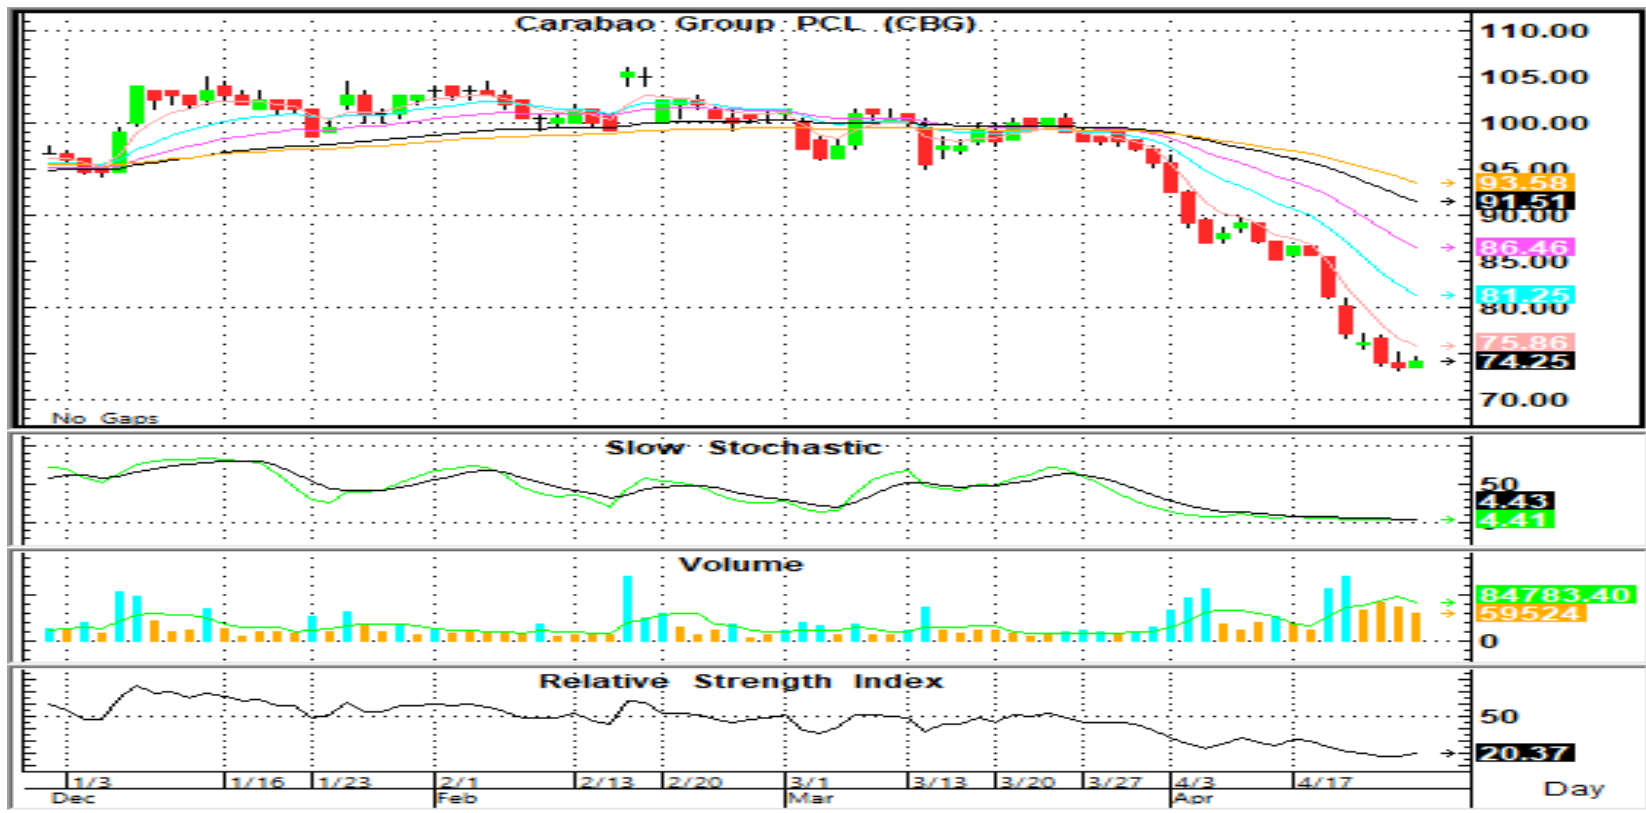 Carabao Group PCL (CBG)
110.00
105.00
100.00
95.00
93.58
91.51
90.00
86.46
85.00
81.25
80.00
75.86
74.25
70.00
No Gaps
Slow Stochastic
50
4.43
4.41
Volume
84783.40
59524
0
Relative Strength Index
50
20.37
1/3 1/16 1/23 2/1 2/13 2/20 3/1 3/13 3/20 3/27 4/3 4/17
Day
Dec Feb Mar Apr